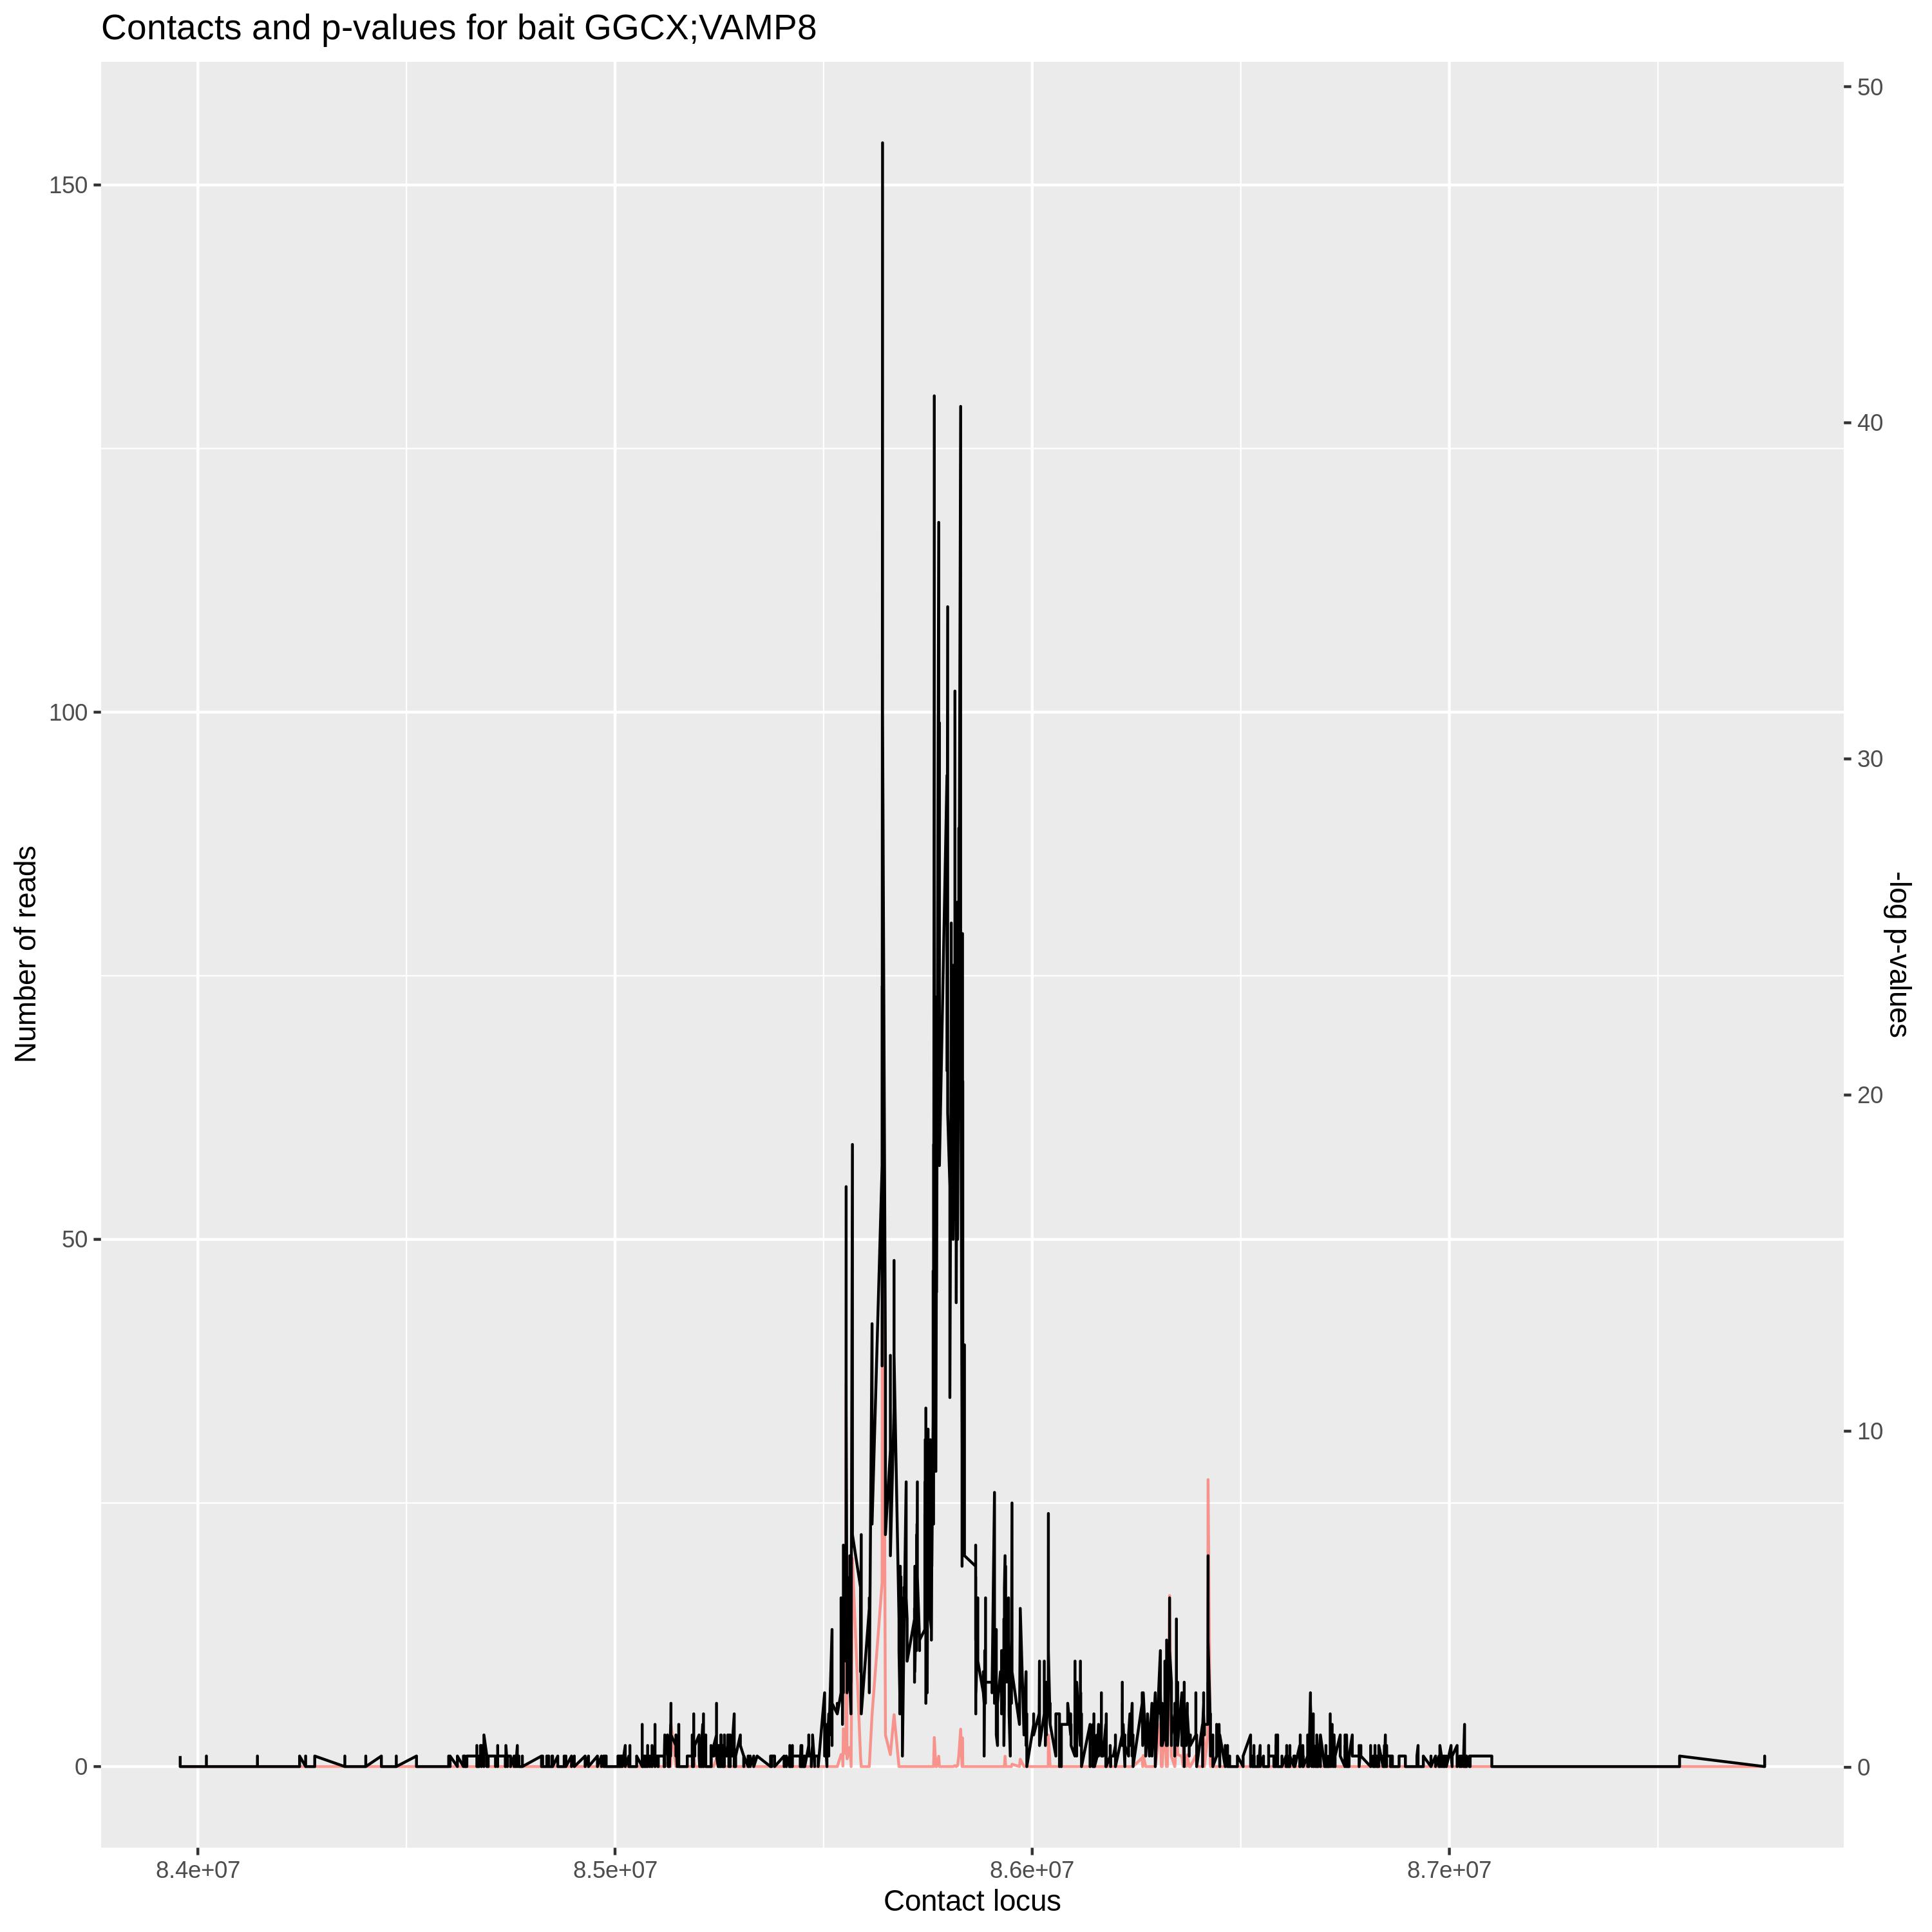 Contacts and p-values for bait GGCX;VAMP8
150
100
50
0
Number of reads
50
40
30
20
10
0
-log p-values
8.4e+07 8.5e+07 8.6e+07 8.7e+07
Contact locus